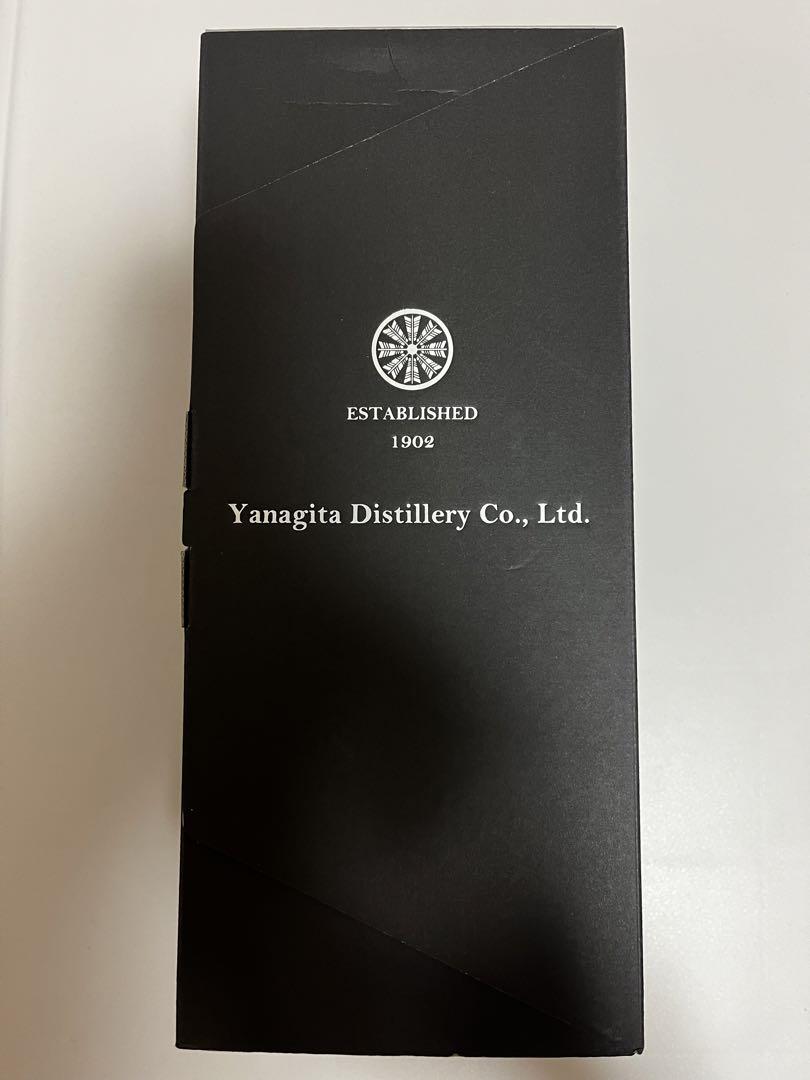 ESTABLISHED
1902
Yanagita Distillery Co., Ltd.